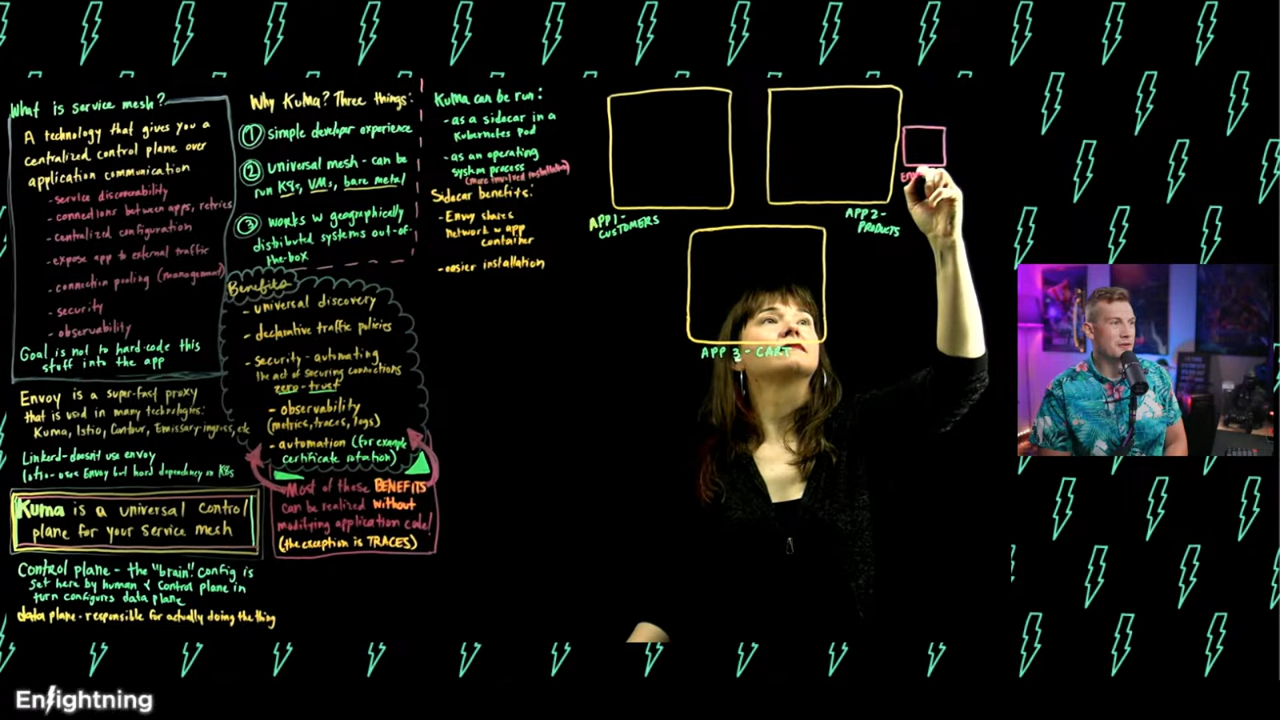 What is service mesh?
A technology that gives you a
centralized control plane over
application communication
- service discoverability
- connections between apps, retries
- centralized configuration
- expose app to external traffic
- connection pooling (management)
- security
- observability
Goal is not to hard-code this
stuff into the app
Envoy is a super-fast proxy
that is used in many technologies:
Kuma, Istio, Contour, Emissary-ingress, etc
Linkerd - doesn't use envoy
Istio - uses Envoy but hard dependency on K8s
Kuma is a universal control
plane for your service mesh
Control plane - the "brain". Config is
set here by human & control plane in
turn configures data plane
data plane - responsible for actually doing the thing
Why Kuma? Three things:
1 simple developer experience
2 universal mesh - can be
run K8s, VMs, bare metal
3 works w geographically
distributed systems out-of-
the-box
Benefits
- universal discovery
- declarative traffic policies
- security - automating
the act of securing connections
zero-trust
- observability
(metrics, traces, logs)
- automation (for example
certificate rotation)
Most of these BENEFITS
can be realized without
modifying application code!
(the exception is TRACES)
Kuma can be run:
- as a sidecar in a
Kubernetes pod
- as an operating
system process
(more involved installation)
Sidecar benefits:
- Envoy shares
network w app
container
- easier installation
APP 1 -
CUSTOMERS
APP 2 -
PRODUCTS
APP 3 - CART
Enlightning